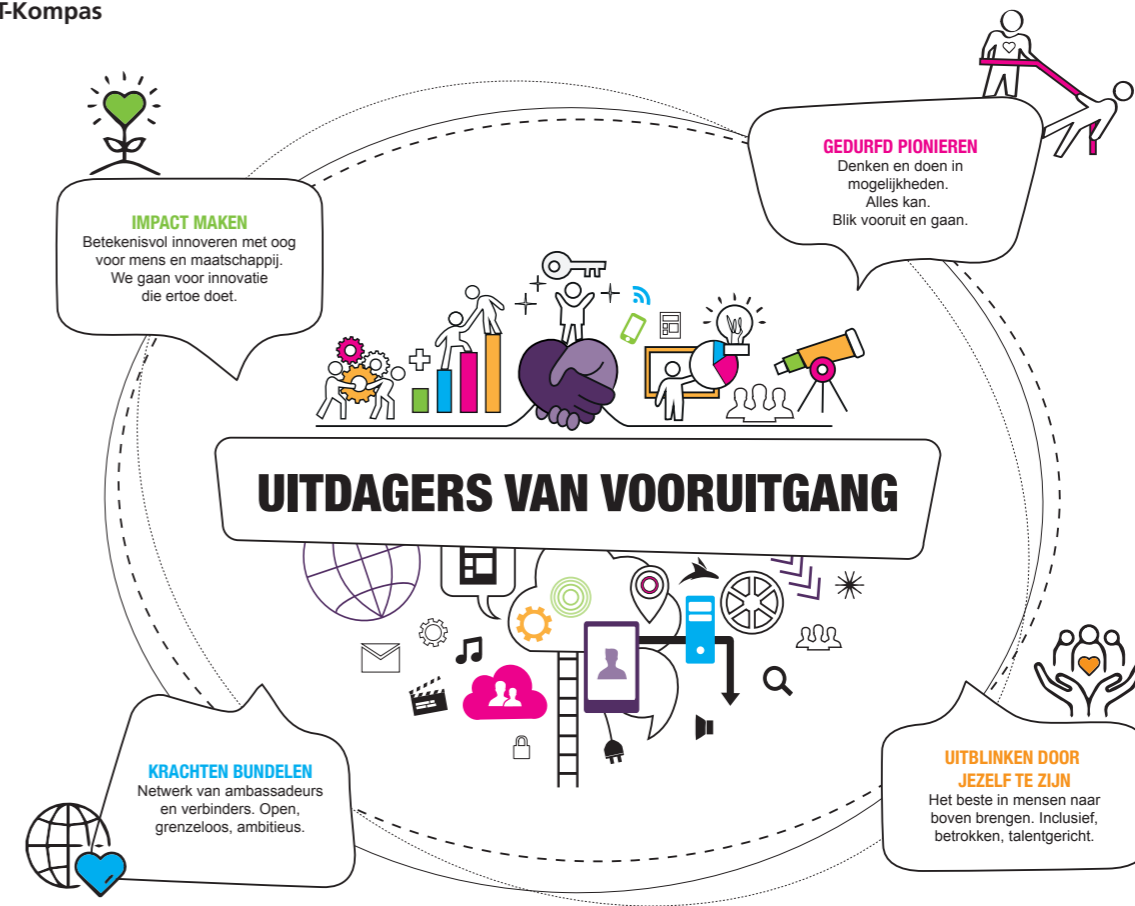 T-Kompas
GEDURFD PIONIEREN
Denken en doen in
mogelijkheden.
Alles kan.
Blik vooruit en gaan.
IMPACT MAKEN
Betekenisvol innoveren met oog
voor mens en maatschappij.
We gaan voor innovatie
die ertoe doet.
UITDAGERS VAN VOORUITGANG
KRACHTEN BUNDELEN
Netwerk van ambassadeurs
en verbinders. Open,
grenzeloos, ambitieus.
UITBLINKEN DOOR
JEZELF TE ZIJN
Het beste in mensen naar
boven brengen. Inclusief,
betrokken, talentgericht.